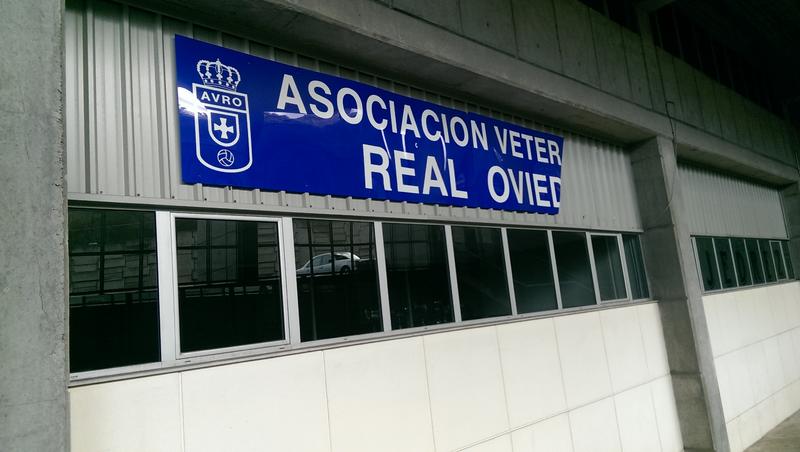 AVRO
ASOCIACION VETER
REAL OVIED